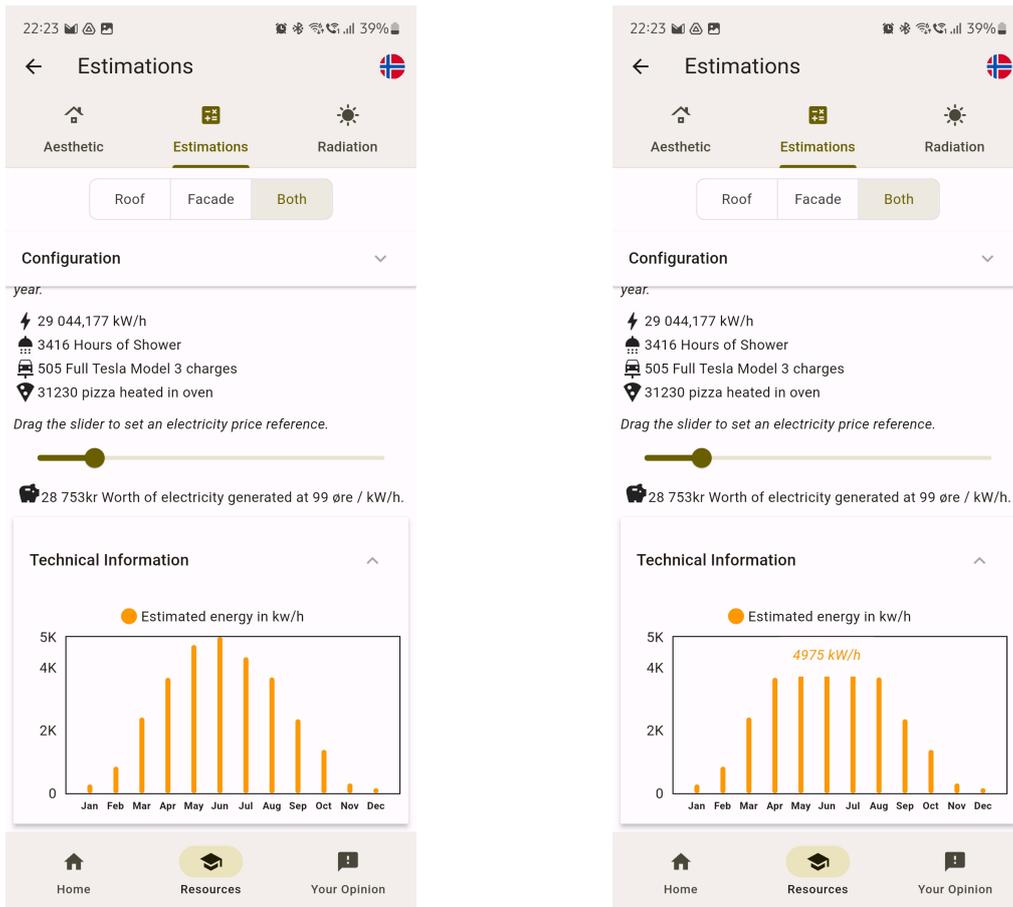 22:23 39%
Estimations
Aesthetic Estimations Radiation
Roof Facade Both
Configuration
year.
29 044,177 kW/h
3416 Hours of Shower
505 Full Tesla Model 3 charges
31230 pizza heated in oven
Drag the slider to set an electricity price reference.
28 753kr Worth of electricity generated at 99 øre / kW/h.
Technical Information
Estimated energy in kw/h
5K
4K
2K
0
Jan Feb Mar Apr May Jun Jul Aug Sep Oct Nov Dec
Home Resources Your Opinion
22:23 39%
Estimations
Aesthetic Estimations Radiation
Roof Facade Both
Configuration
year.
29 044,177 kW/h
3416 Hours of Shower
505 Full Tesla Model 3 charges
31230 pizza heated in oven
Drag the slider to set an electricity price reference.
28 753kr Worth of electricity generated at 99 øre / kW/h.
Technical Information
Estimated energy in kw/h
5K
4975 kW/h
4K
2K
0
Jan Feb Mar Apr May Jun Jul Aug Sep Oct Nov Dec
Home Resources Your Opinion